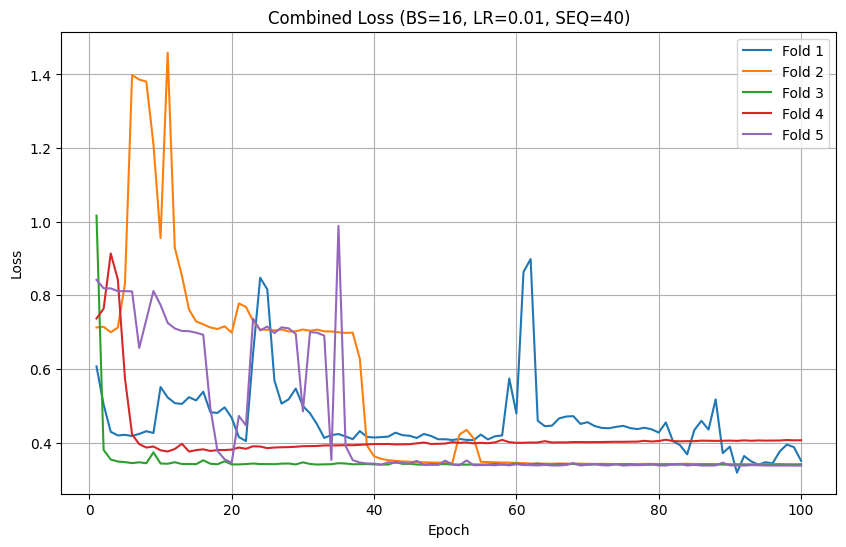 Combined Loss (BS=16, LR=0.01, SEQ=40)
Fold 1
Fold 2
Fold 3
Fold 4
Fold 5
1.4
1.2
1.0
0.8
0.6
0.4
Loss
0
20
40
60
80
100
Epoch